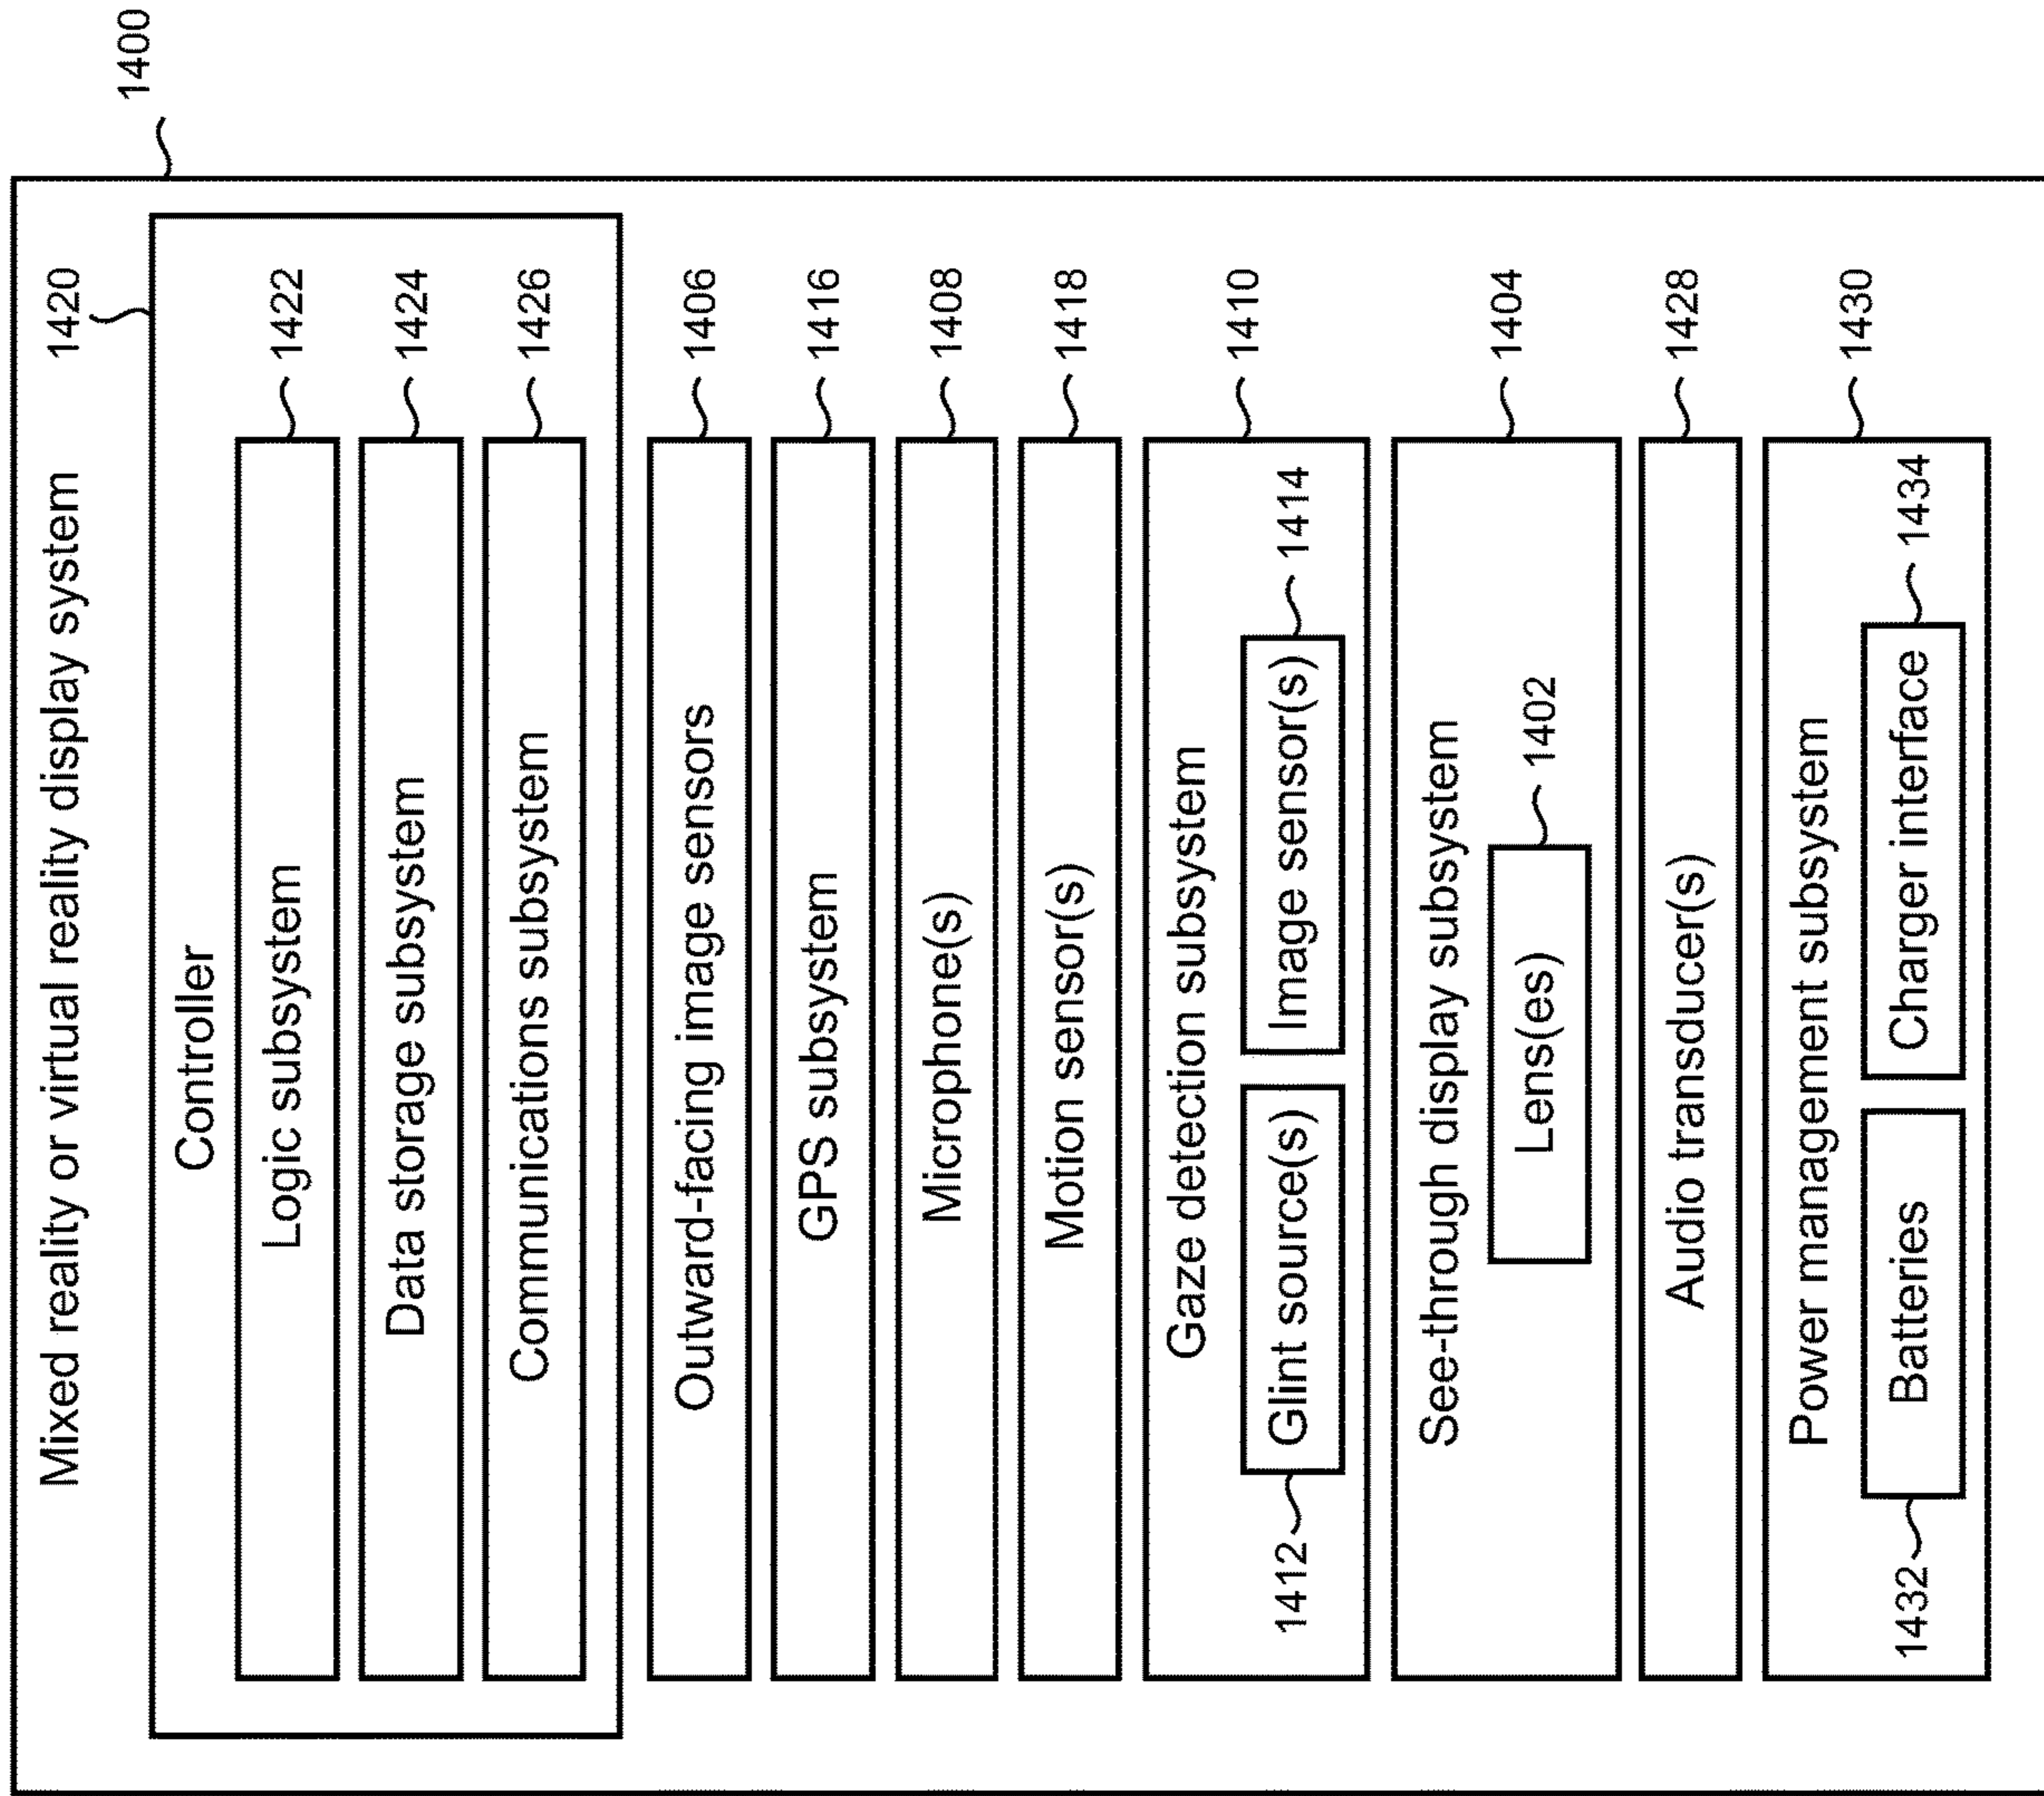 1400
Mixed reality or virtual reality display system 1420
Controller
Logic subsystem 1422
Data storage subsystem 1424
Communications subsystem 1426
Outward-facing image sensors 1406
GPS subsystem 1416
Microphone(s) 1408
Motion sensor(s) 1418
Gaze detection subsystem 1410
1412 Glint source(s) Image sensor(s) 1414
See-through display subsystem 1404
Lens(es) 1402
Audio transducer(s) 1428
Power management subsystem 1430
1432 Batteries Charger interface 1434